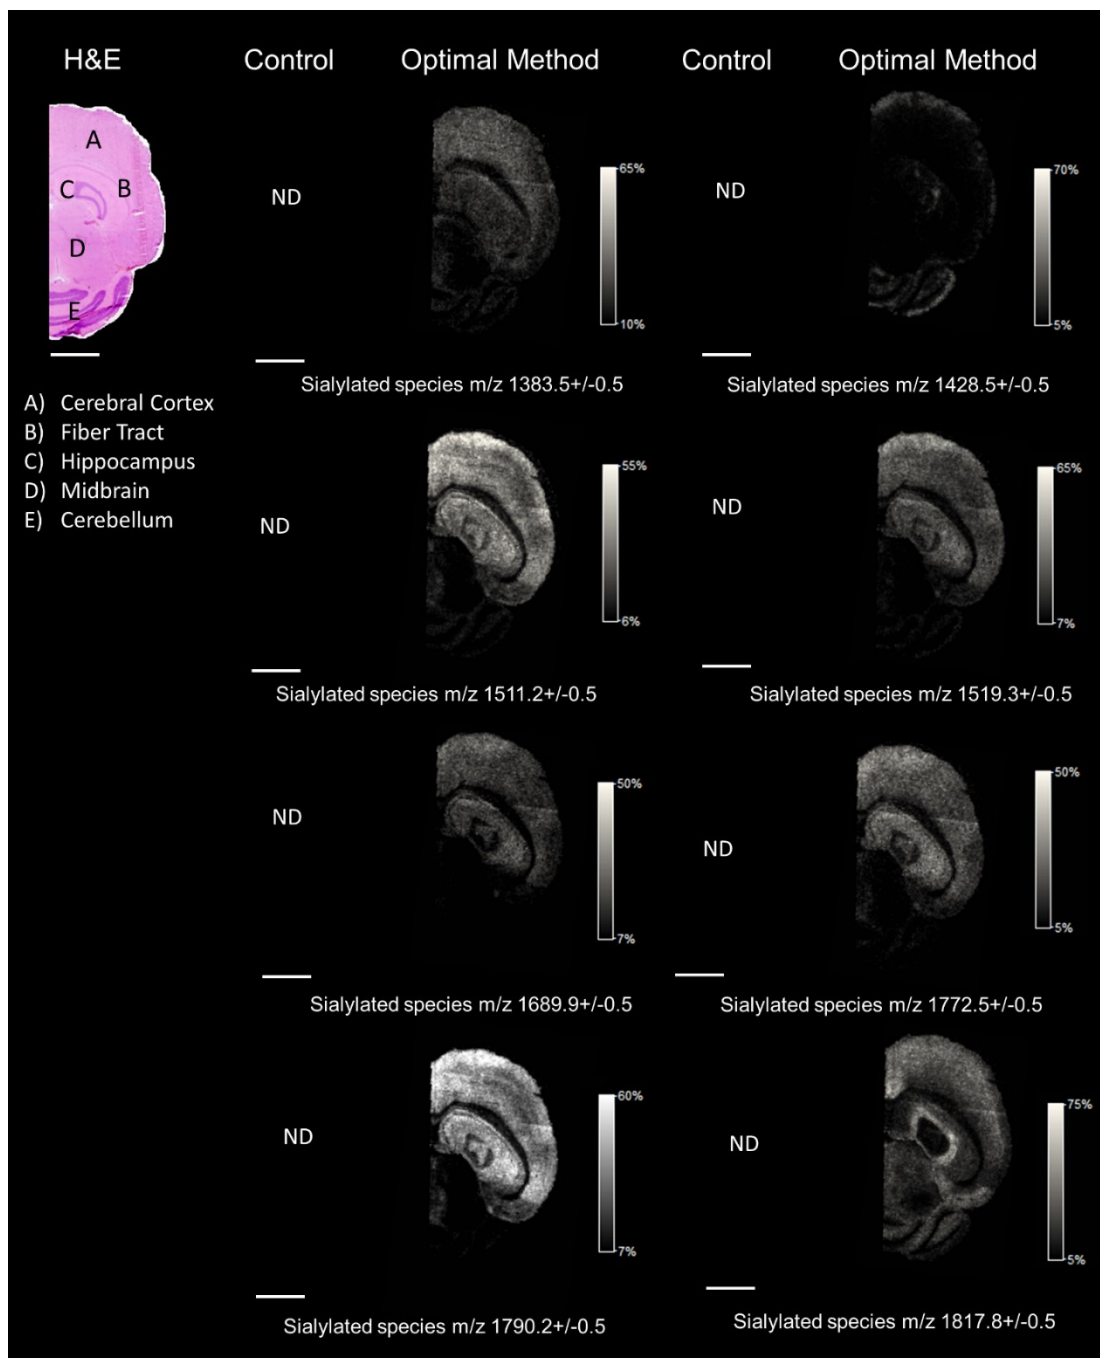 H&E
Control
Optimal Method
Control
Optimal Method
A
C
B
D
E
ND
65%
10%
ND
70%
5%
Sialylated species m/z 1383.5+/-0.5
Sialylated species m/z 1428.5+/-0.5
A) Cerebral Cortex
B) Fiber Tract
C) Hippocampus
D) Midbrain
E) Cerebellum
ND
55%
6%
ND
65%
7%
Sialylated species m/z 1511.2+/-0.5
Sialylated species m/z 1519.3+/-0.5
ND
50%
7%
ND
50%
5%
Sialylated species m/z 1689.9+/-0.5
Sialylated species m/z 1772.5+/-0.5
ND
60%
7%
ND
75%
5%
Sialylated species m/z 1790.2+/-0.5
Sialylated species m/z 1817.8+/-0.5